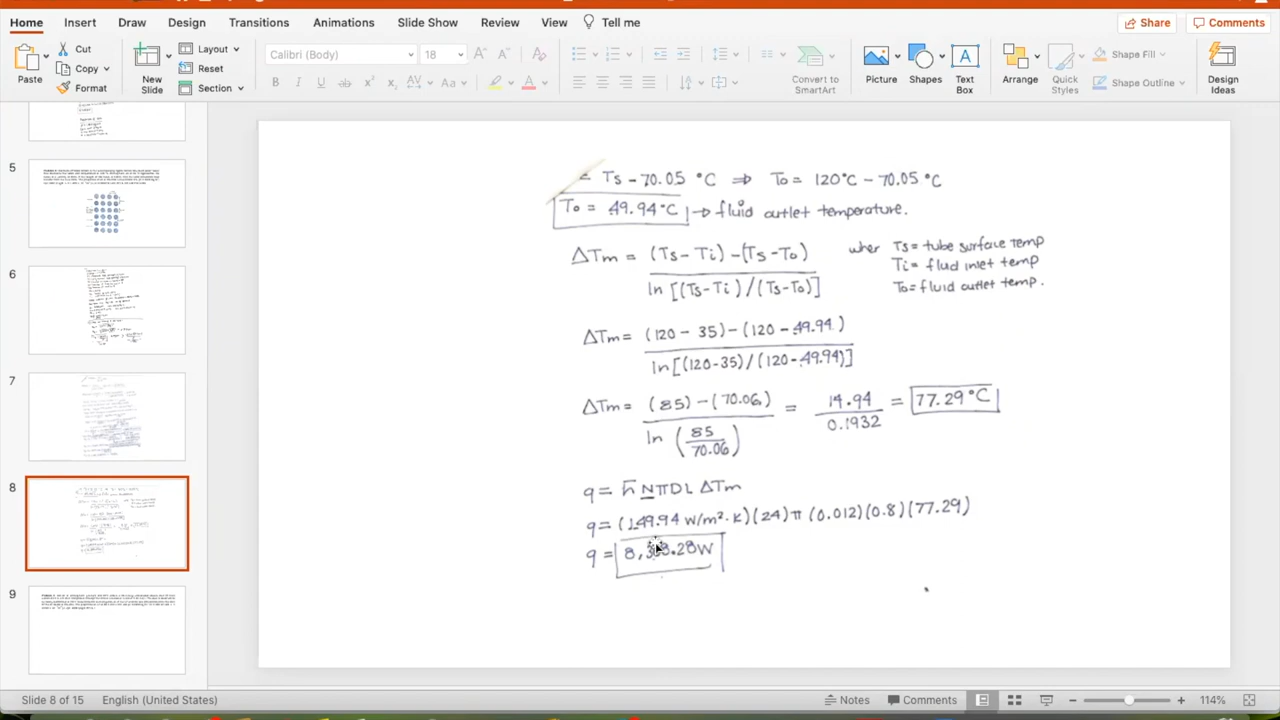 Home Insert Draw Design Transitions Animations Slide Show Review View Tell me Share Comments
Paste Cut Copy Format New Slide Layout Reset Section Calibri (Body) 18 Convert to SmartArt Picture Shapes Text Box Arrange Quick Styles Shape Fill Shape Outline Design Ideas
5
6
7
8
9
= Ts - 70.05 °C ⇒ To = 120°C - 70.05 °C
To = 49.94°C → fluid outlet temperature.
ΔTm = (Ts - Ti) - (Ts - To) / ln [(Ts-Ti)/(Ts-To)]
wher Ts = tube surface temp
Ti = fluid inlet temp
To = fluid outlet temp.
ΔTm = (120 - 35) - (120 - 49.94) / ln[(120-35)/(120-49.94)]
ΔTm = (85) - (70.06) / ln (85/70.06) = 14.94/0.1932 = 77.29°C
q = h̄ NπDL ΔTm
q = (149.94 W/m²·K)(24)π (0.012)(0.8)(77.29)
Slide 8 of 15 English (United States) Notes Comments 114%